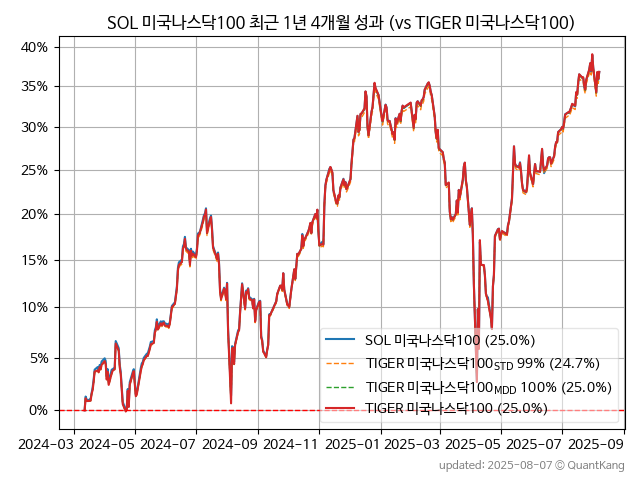 SOL 미국나스닥100 최근 1년 4개월 성과 (vs TIGER 미국나스닥100)
40%
35%
30%
25%
20%
15%
10%
5%
0%
SOL 미국나스닥100 (25.0%)
TIGER 미국나스닥100STD 99% (24.7%)
TIGER 미국나스닥100MDD 100% (25.0%)
TIGER 미국나스닥100 (25.0%)
2024-03 2024-05 2024-07 2024-09 2024-11 2025-01 2025-03 2025-05 2025-07 2025-09
updated: 2025-08-07 © QuantKang